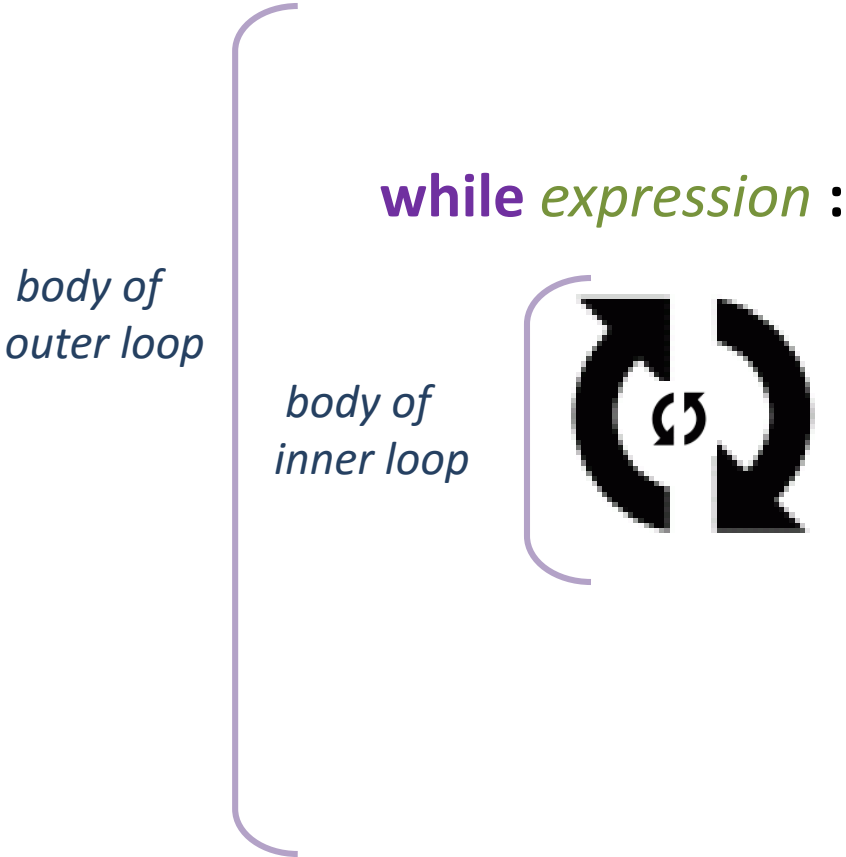 while expression :
body of
outer loop
body of
inner loop